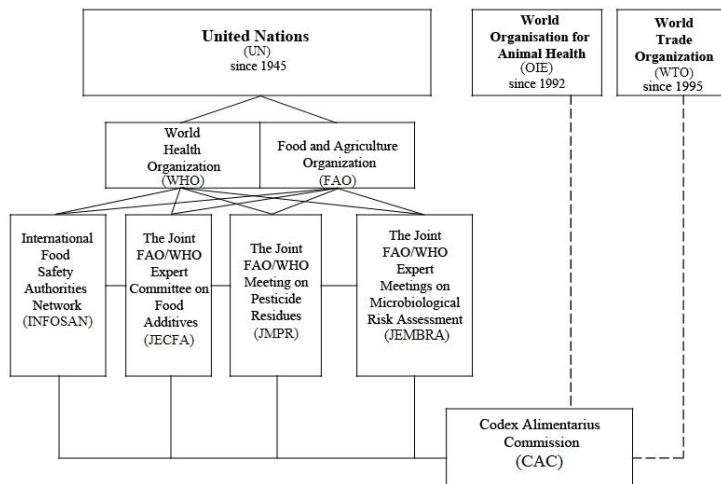 United Nations
(UN)
since 1945
World
Organisation for
Animal Health
(OIE)
since 1992
World
Trade
Organization
(WTO)
since 1995
World
Health
Organization
(WHO)
Food and Agriculture
Organization
(FAO)
International
Food
Safety
Authorities
Network
(INFOSAN)
The Joint
FAO/WHO
Expert
Committee on
Food
Additives
(JECFA)
The Joint
FAO/WHO
Meeting on
Pesticide
Residues
(JMPR)
The Joint
FAO/WHO
Expert
Meetings on
Microbiological
Risk Assessment
(JEMBRA)
Codex Alimentarius
Commission
(CAC)